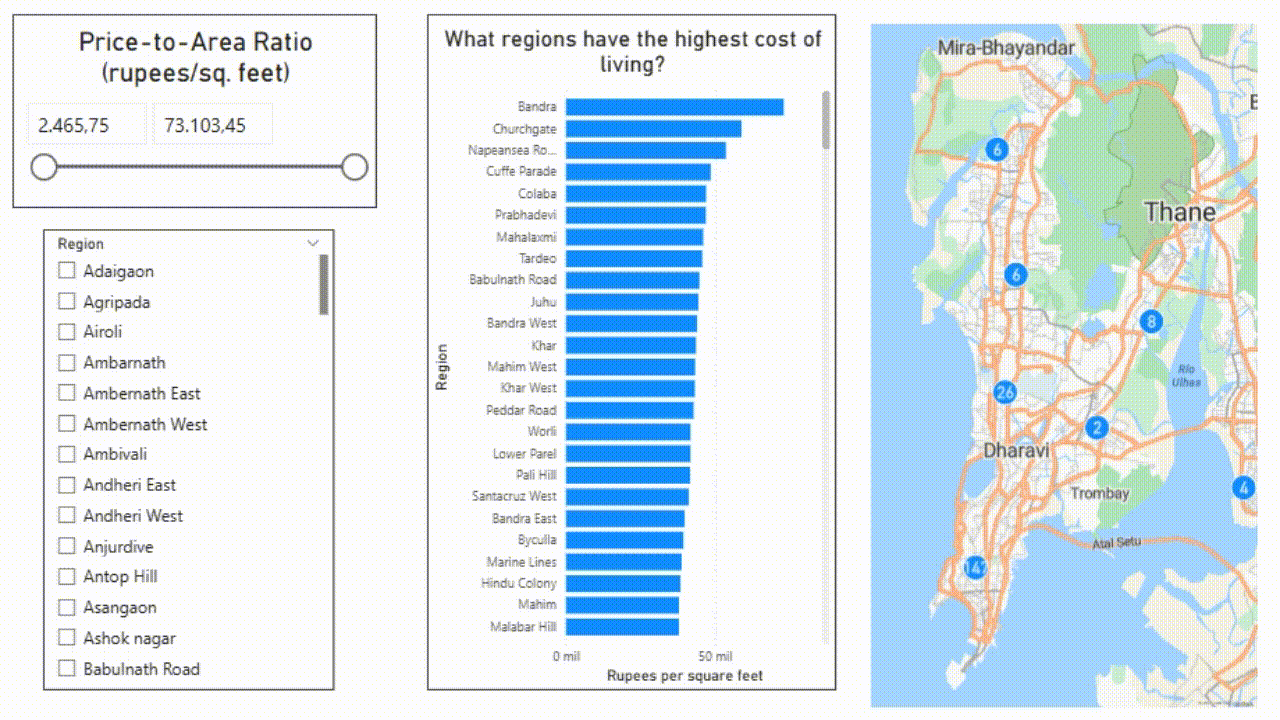 Price-to-Area Ratio
(rupees/sq. feet)
2.465,75
73.103,45
Region
Adaigaon
Agripada
Airoli
Ambarnath
Ambernath East
Ambernath West
Ambivali
Andheri East
Andheri West
Anjurdive
Antop Hill
Asangaon
Ashok nagar
Babulnath Road
What regions have the highest cost of
living?
Bandra
Churchgate
Napeansea Ro...
Cuffe Parade
Colaba
Prabhadevi
Mahalaxmi
Tardeo
Babulnath Road
Juhu
Bandra West
Khar
Mahim West
Khar West
Peddar Road
Worli
Lower Parel
Pali Hill
Santacruz West
Bandra East
Byculla
Marine Lines
Hindu Colony
Mahim
Malabar Hill
Region
0 mil
50 mil
Rupees per square feet
Mira-Bhayandar
6
Thane
6
8
Río
Ulhas
26
2
Dharavi
4
Trombay
Atal Setu